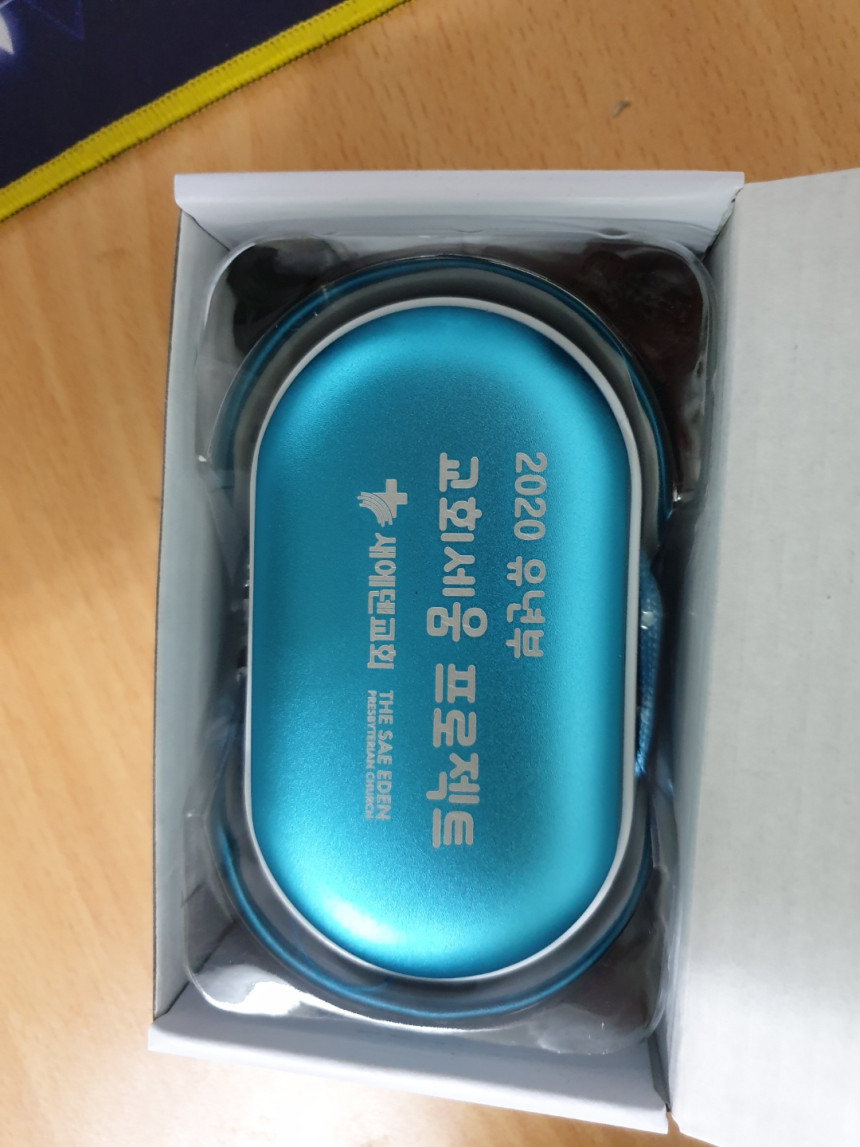 2020 유년부
교회세움 프로젝트
새에덴교회 THE SAE EDEN
PRESBYTERIAN CHURCH